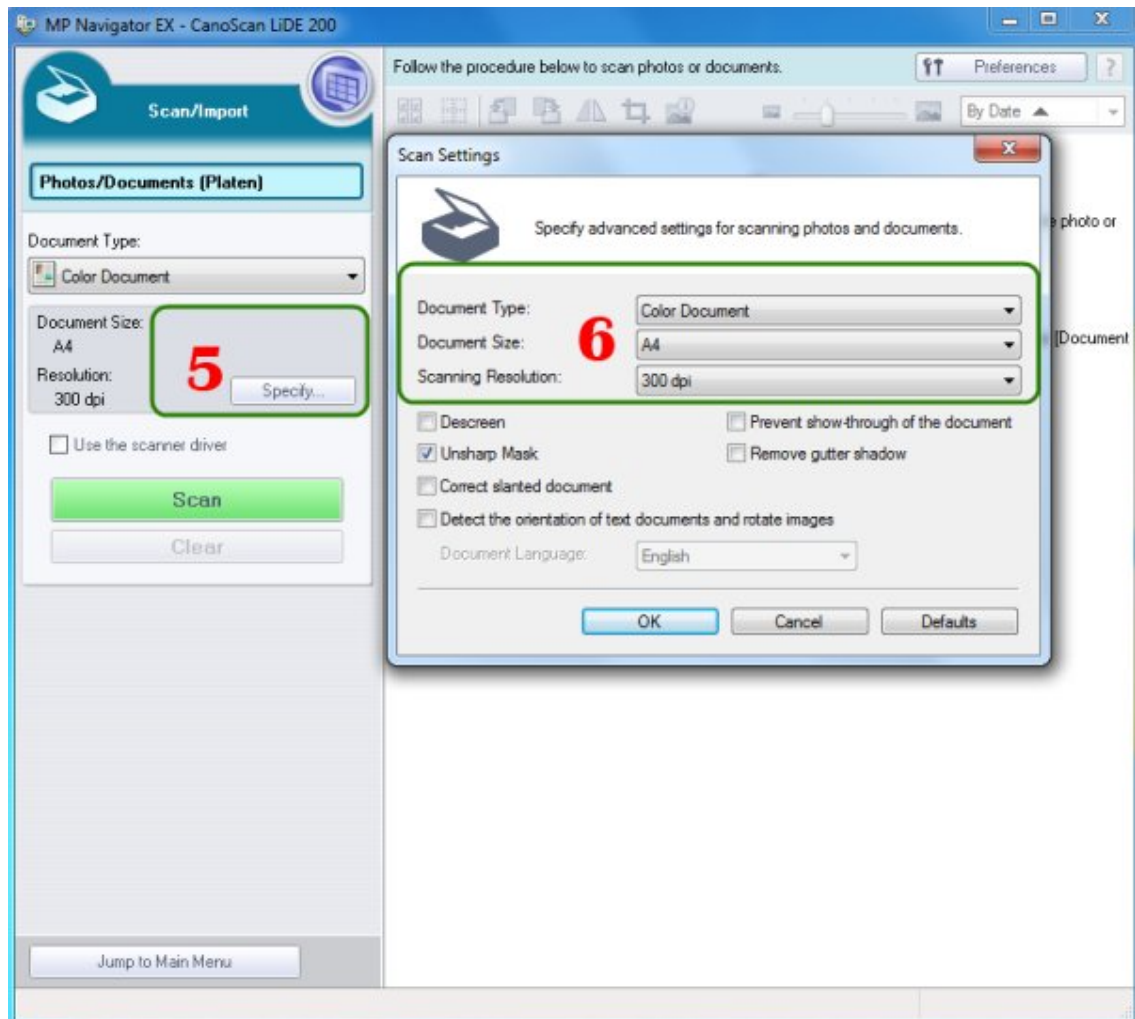 MP Navigator EX - CanoScan LiDE 200
Scan/Import
Photos/Documents (Platen)
Document Type:
Color Document
Document Size:
A4
Resolution:
300 dpi
5
Specify...
Use the scanner driver
Scan
Clear
Jump to Main Menu
Follow the procedure below to scan photos or documents.
Preferences
?
By Date
photo or
[Document
Scan Settings
Specify advanced settings for scanning photos and documents.
Document Type: Color Document
Document Size: A4
6
Scanning Resolution: 300 dpi
Descreen Prevent show-through of the document
Unsharp Mask Remove gutter shadow
Correct slanted document
Detect the orientation of text documents and rotate images
Document Language: English
OK Cancel Defaults